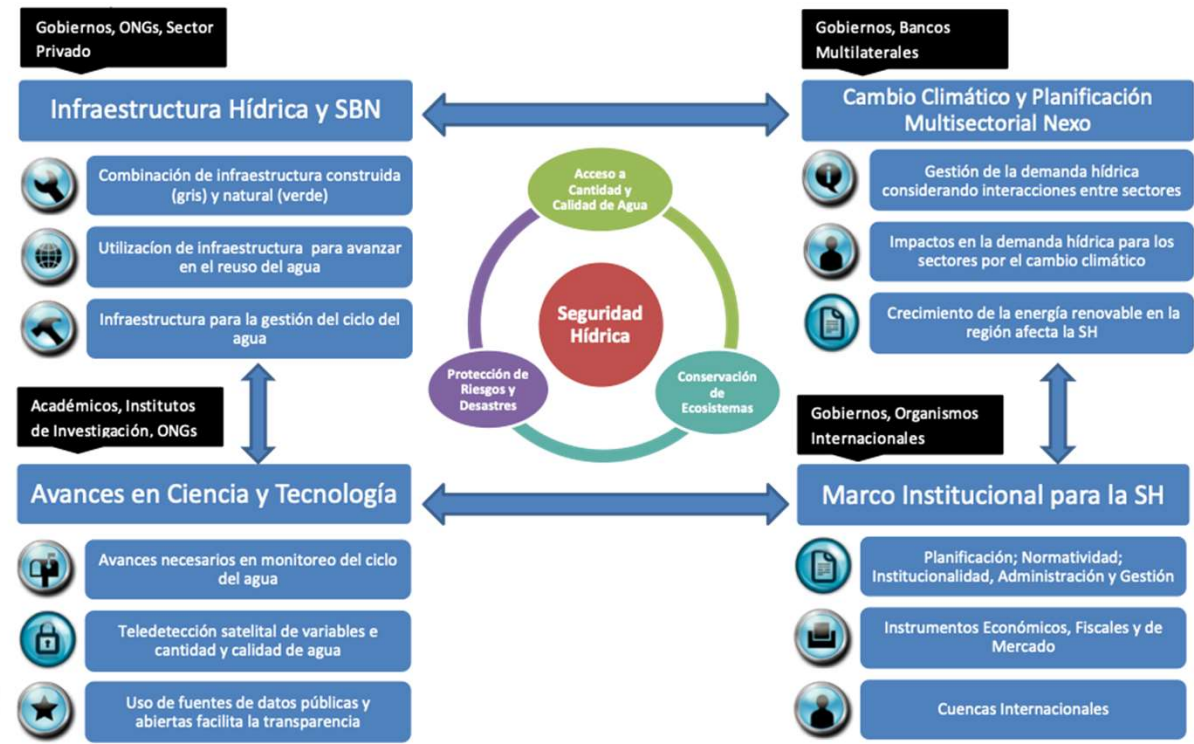 Gobiernos, ONGs, Sector
Privado
Infraestructura Hídrica y SBN
Combinación de infraestructura construida
(gris) y natural (verde)
Utilizacíon de infraestructura para avanzar
en el reuso del agua
Infraestructura para la gestión del ciclo del
agua
Gobiernos, Bancos
Multilaterales
Cambio Climático y Planificación
Multisectorial Nexo
Gestión de la demanda hídrica
considerando interacciones entre sectores
Impactos en la demanda hídrica para los
sectores por el cambio climático
Crecimiento de la energía renovable en la
región afecta la SH
Acceso a
Cantidad y
Calidad de Agua
Seguridad
Hídrica
Protección de
Riesgos y
Desastres
Conservación
de
Ecosistemas
Académicos, Institutos
de Investigación, ONGs
Avances en Ciencia y Tecnología
Avances necesarios en monitoreo del ciclo
del agua
Teledetección satelital de variables e
cantidad y calidad de agua
Uso de fuentes de datos públicas y
abiertas facilita la transparencia
Gobiernos, Organismos
Internacionales
Marco Institucional para la SH
Planificación; Normatividad;
Institucionalidad, Administración y Gestión
Instrumentos Económicos, Fiscales y de
Mercado
Cuencas Internacionales